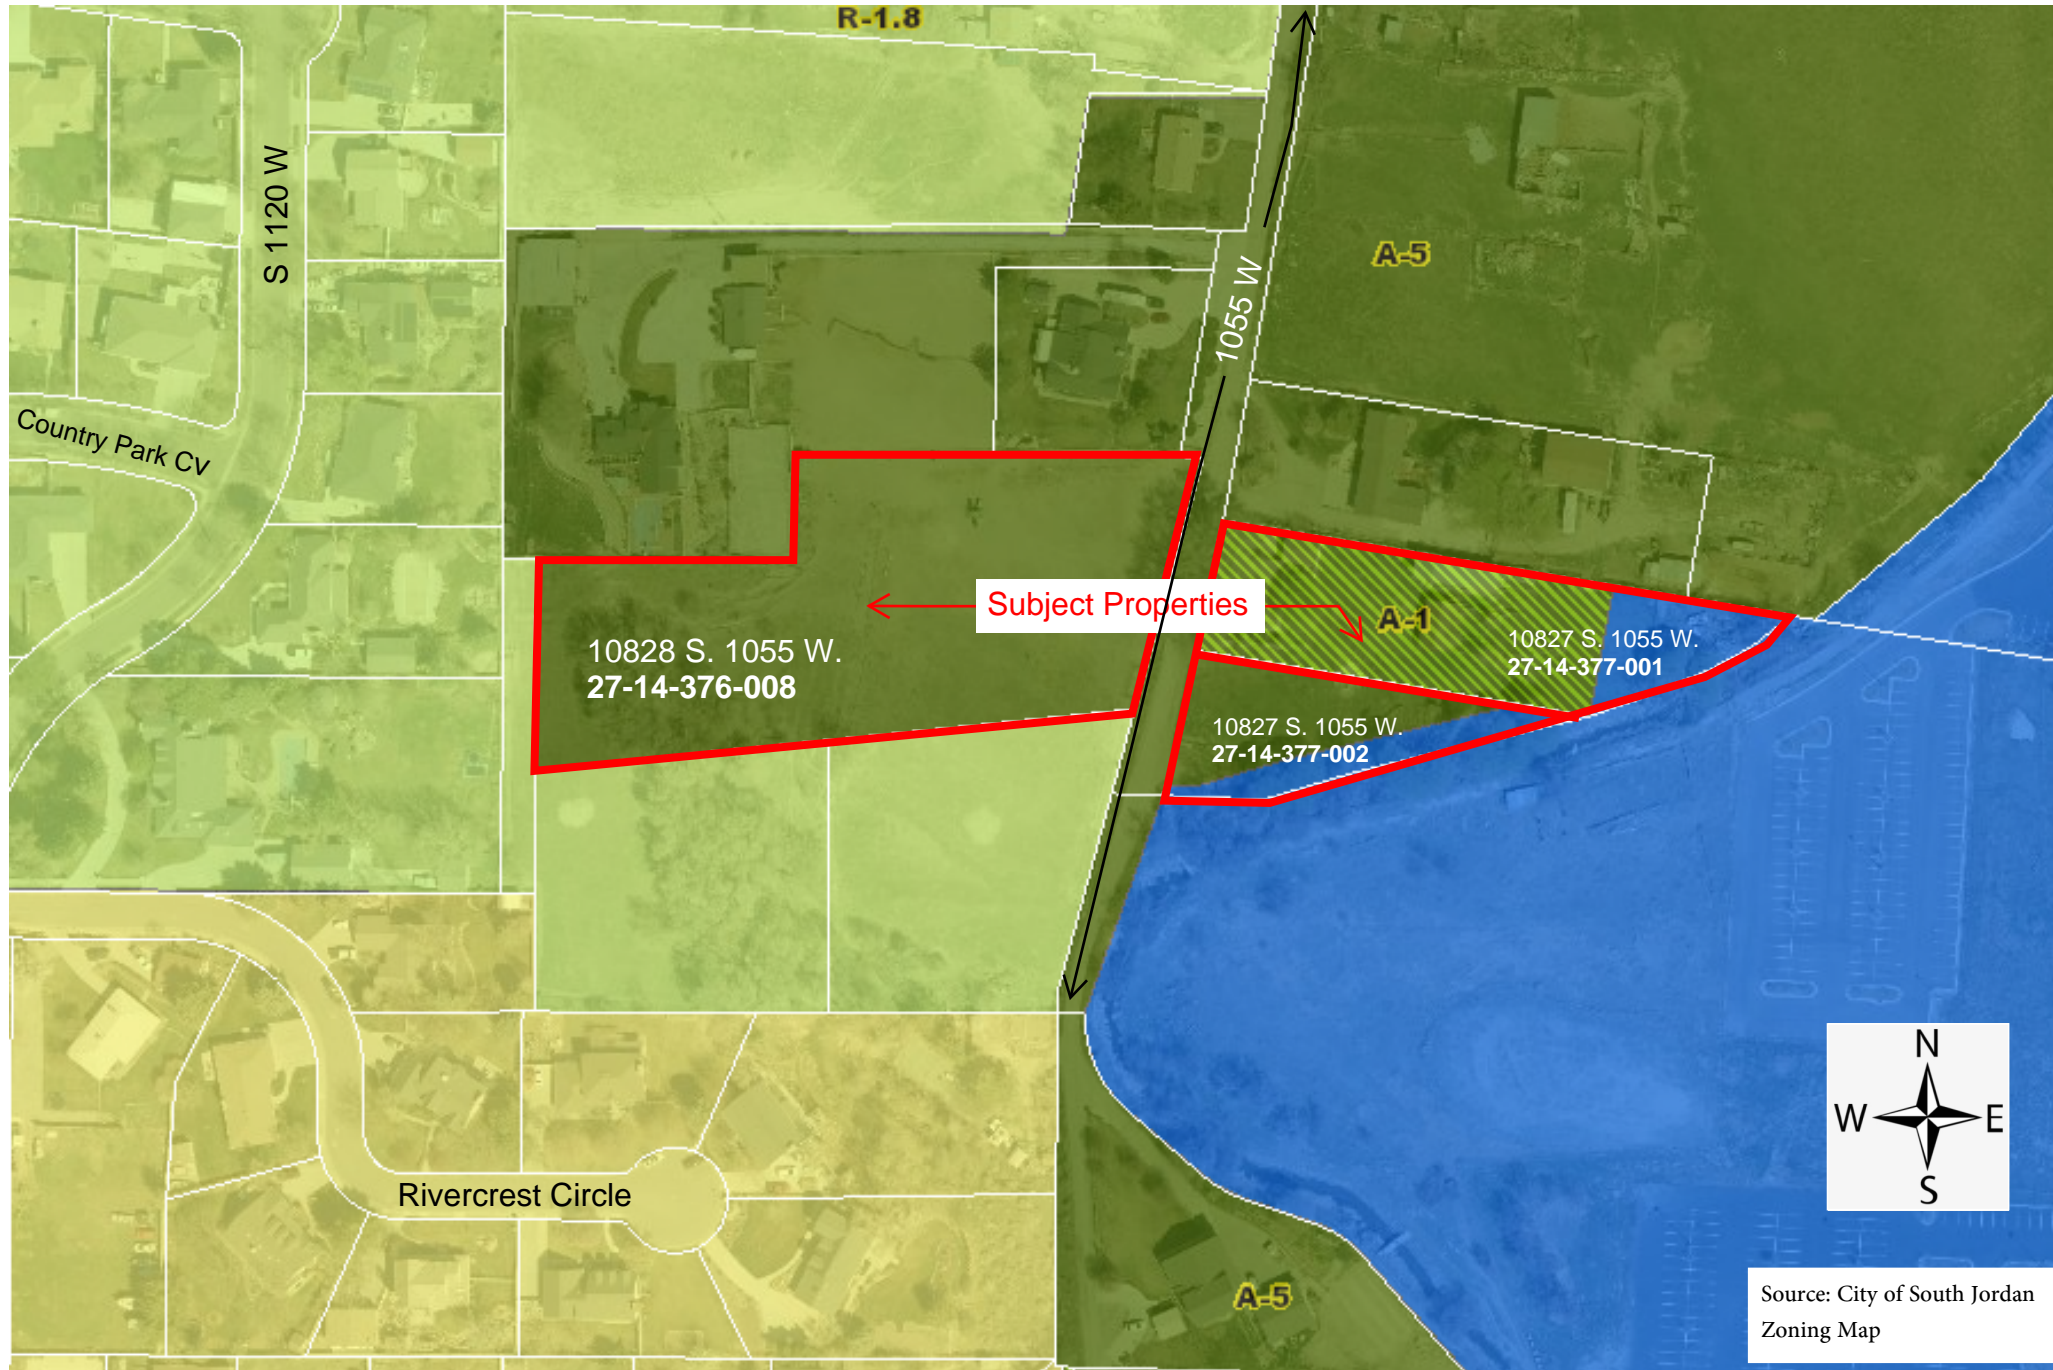 R-1.8
S 1120 W
A-5
1055 W
Country Park CV
Subject Properties
A-1
10828 S. 1055 W.
27-14-376-008
10827 S. 1055 W.
27-14-377-001
10827 S. 1055 W.
27-14-377-002
N
W E
S
Rivercrest Circle
A-5
Source: City of South Jordan
Zoning Map